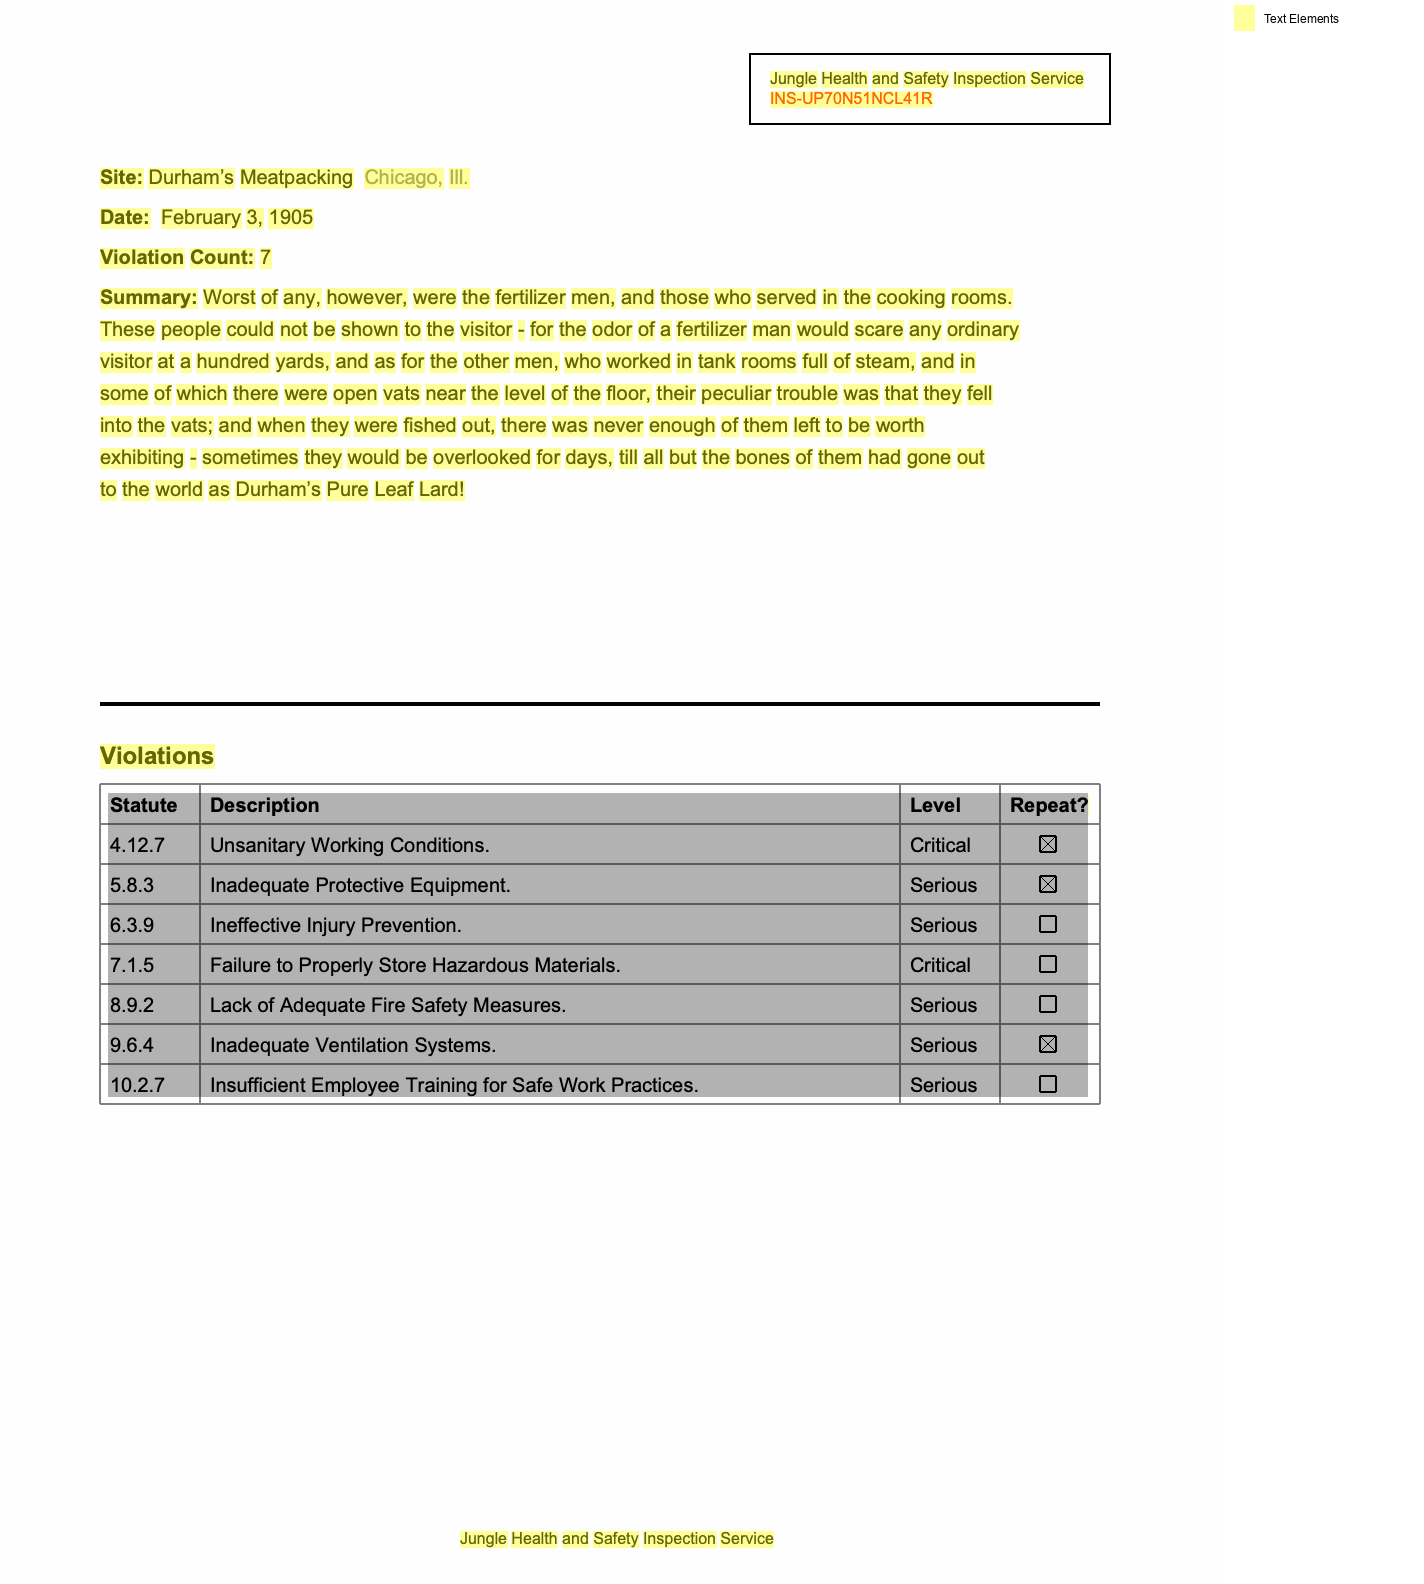 Text Elements
Jungle Health and Safety Inspection Service
INS-UP70N51NCL41R
Site: Durham’s Meatpacking Chicago, Ill.
Date: February 3, 1905
Violation Count: 7
Summary: Worst of any, however, were the fertilizer men, and those who served in the cooking rooms.
These people could not be shown to the visitor - for the odor of a fertilizer man would scare any ordinary
visitor at a hundred yards, and as for the other men, who worked in tank rooms full of steam, and in
some of which there were open vats near the level of the floor, their peculiar trouble was that they fell
into the vats; and when they were fished out, there was never enough of them left to be worth
exhibiting - sometimes they would be overlooked for days, till all but the bones of them had gone out
to the world as Durham’s Pure Leaf Lard!
Violations
Statute Description Level Repeat?
4.12.7 Unsanitary Working Conditions. Critical
5.8.3 Inadequate Protective Equipment. Serious
6.3.9 Ineffective Injury Prevention. Serious
7.1.5 Failure to Properly Store Hazardous Materials. Critical
8.9.2 Lack of Adequate Fire Safety Measures. Serious
9.6.4 Inadequate Ventilation Systems. Serious
10.2.7 Insufficient Employee Training for Safe Work Practices. Serious
Jungle Health and Safety Inspection Service